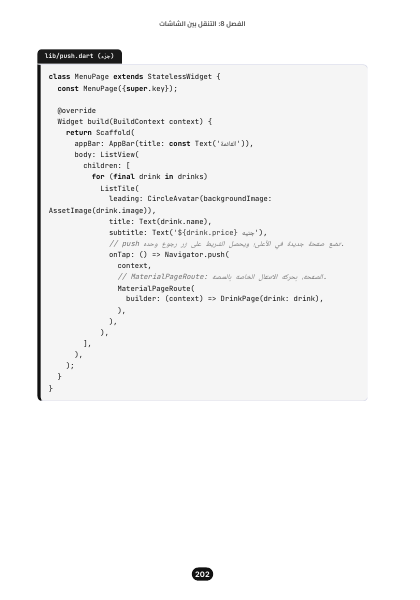 الفصل 8: التنقل بين الشاشات
lib/push.dart (جزء)
class MenuPage extends StatelessWidget {
const MenuPage({super.key});
@override
Widget build(BuildContext context) {
return Scaffold(
appBar: AppBar(title: const Text('القائمة')),
body: ListView(
children: [
for (final drink in drinks)
ListTile(
leading: CircleAvatar(backgroundImage:
AssetImage(drink.image)),
title: Text(drink.name),
subtitle: Text('${drink.price} جنيه'),
// push تضع صفحة جديدة في الأعلى؛ ويحصل الشريط على زر رجوع وحده.
onTap: () => Navigator.push(
context,
// MaterialPageRoute: الصفحة، بحركة الانتقال الخاصة بالمنصة.
MaterialPageRoute(
builder: (context) => DrinkPage(drink: drink),
),
),
),
],
),
);
}
}
202